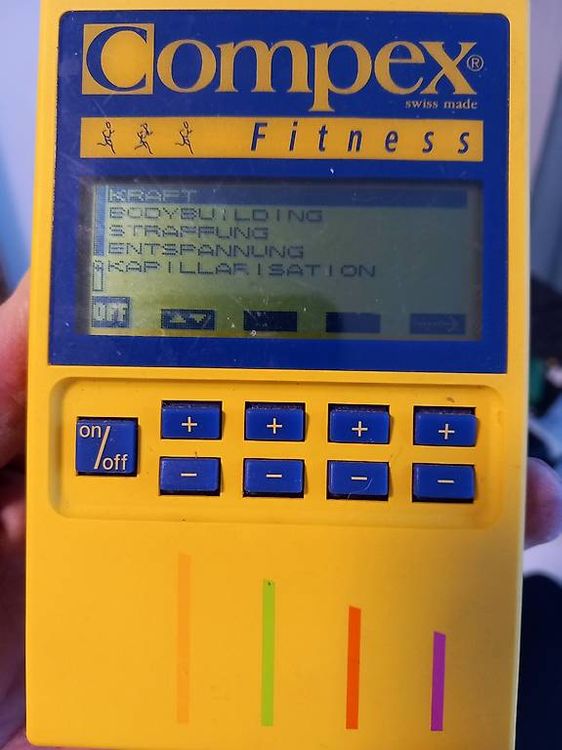 Compex®
swiss made
Fitness
KRAFT
BODYBUILDING
STRAFFUNG
ENTSPANNUNG
KAPILLARISATION
OFF
on/off
+ + + +
− − − −